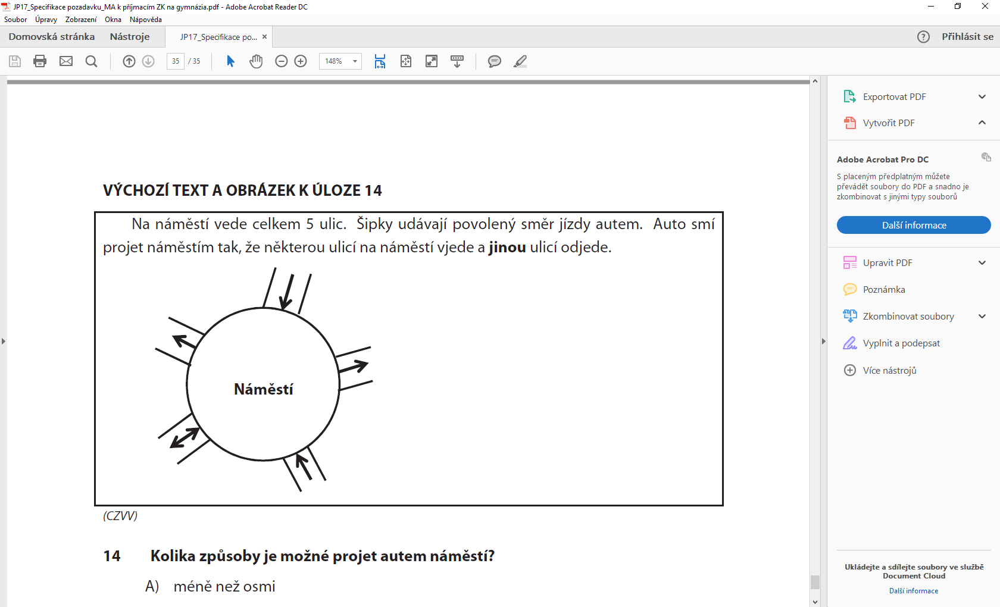 JP17_Specifikace pozadavku_MA k příjmacím ZK na gymnázia.pdf - Adobe Acrobat Reader DC
Soubor Úpravy Zobrazení Okna Nápověda
Domovská stránka Nástroje JP17_Specifikace po... × Přihlásit se
35 / 35 148%
VÝCHOZÍ TEXT A OBRÁZEK K ÚLOZE 14
Na náměstí vede celkem 5 ulic. Šipky udávají povolený směr jízdy autem. Auto smí
projet náměstím tak, že některou ulicí na náměstí vjede a jinou ulicí odjede.
Náměstí
(CZVV)
14 Kolika způsoby je možné projet autem náměstí?
A) méně než osmi
Exportovat PDF
Vytvořit PDF
Adobe Acrobat Pro DC
S placeným předplatným můžete
převádět soubory do PDF a snadno je
zkombinovat s jinými typy souborů
Další informace
Upravit PDF
Poznámka
Zkombinovat soubory
Vyplnit a podepsat
Více nástrojů
Ukládejte a sdílejte soubory ve službě
Document Cloud
Další informace